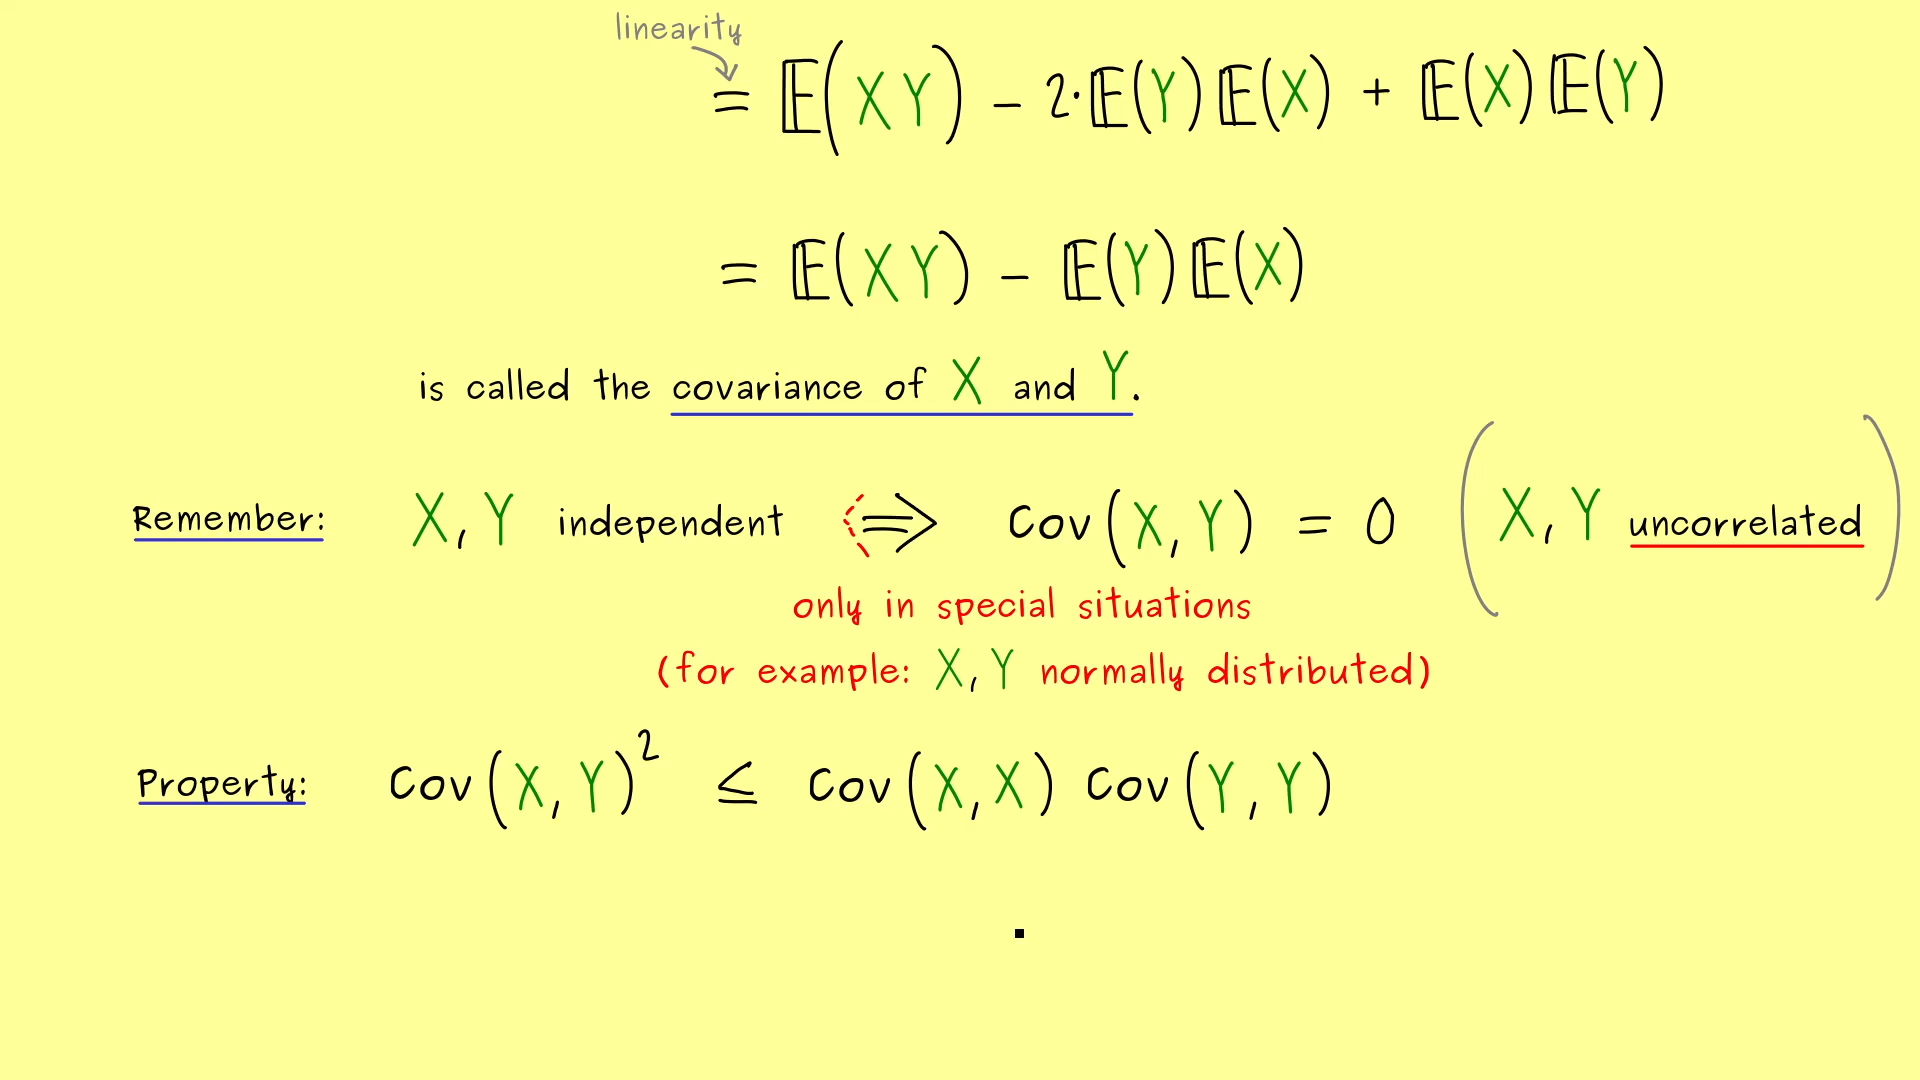 linearity
= 𝔼(XY) − 2·𝔼(Y)𝔼(X) + 𝔼(X)𝔼(Y)
= 𝔼(XY) − 𝔼(Y)𝔼(X)
is called the covariance of X and Y.
Remember: X, Y independent ⟹ Cov(X, Y) = 0 (X, Y uncorrelated)
only in special situations
(for example: X, Y normally distributed)
Property: Cov(X, Y)² ≤ Cov(X, X) Cov(Y, Y)